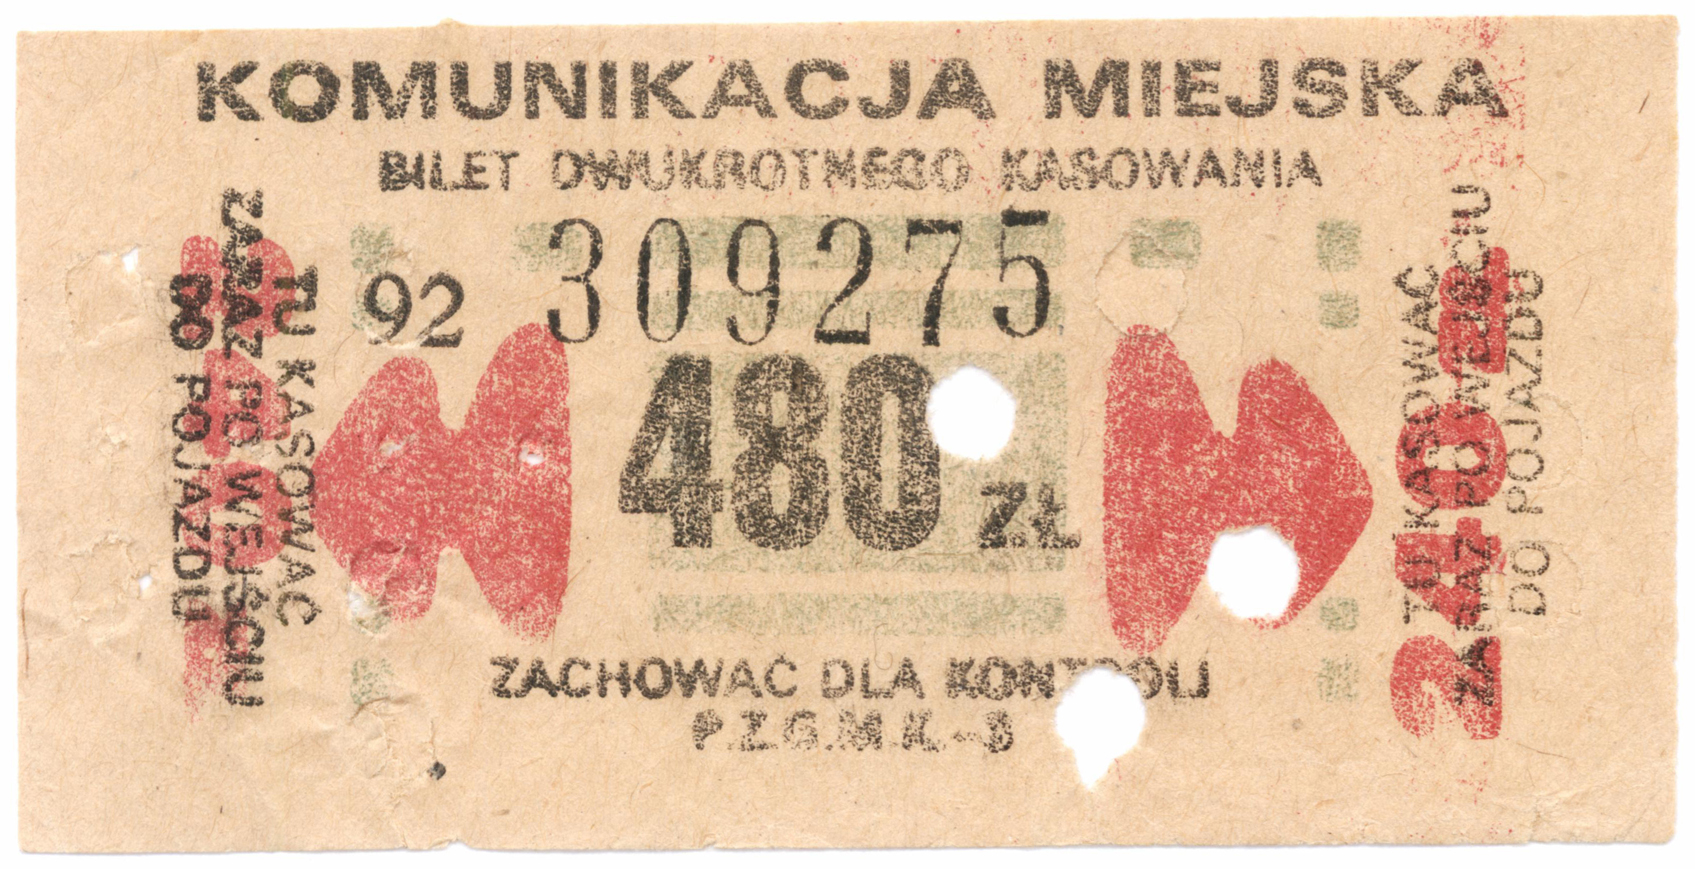 KOMUNIKACJA MIEJSKA
BILET DWUKROTNEGO KASOWANIA
92 309275
480 ZŁ
TU KASOWAĆ
ZARAZ PO WEJŚCIU
DO POJAZDU
TU KASOWAĆ
ZARAZ PO WEJŚCIU
DO POJAZDU
240
ZACHOWAĆ DLA KONTROLI
P.Z.G.M.K.-3